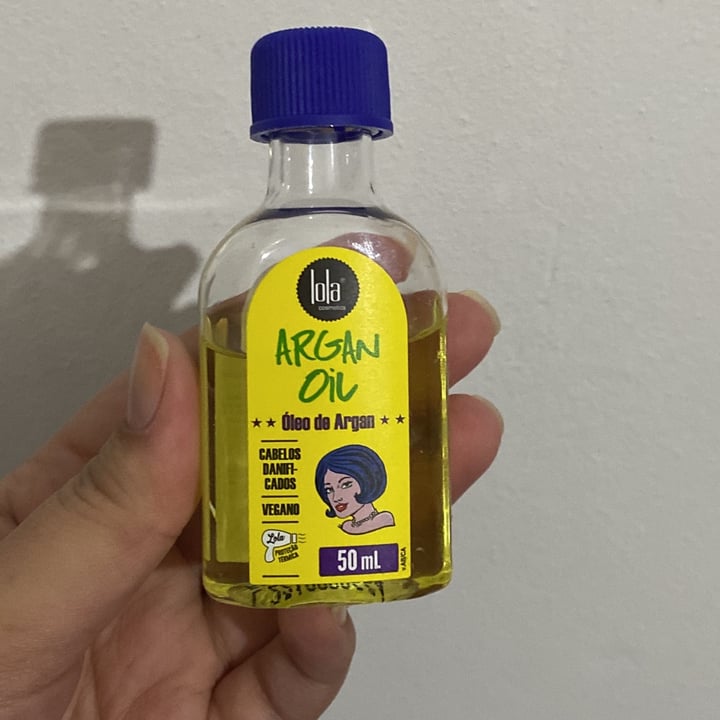 lola
cosmetics
ARGAN
OIL
★★ Óleo de Argan ★★
CABELOS
DANIFI-
CADOS
VEGANO
Lola
PROTEÇÃO
TÉRMICA
50 mL